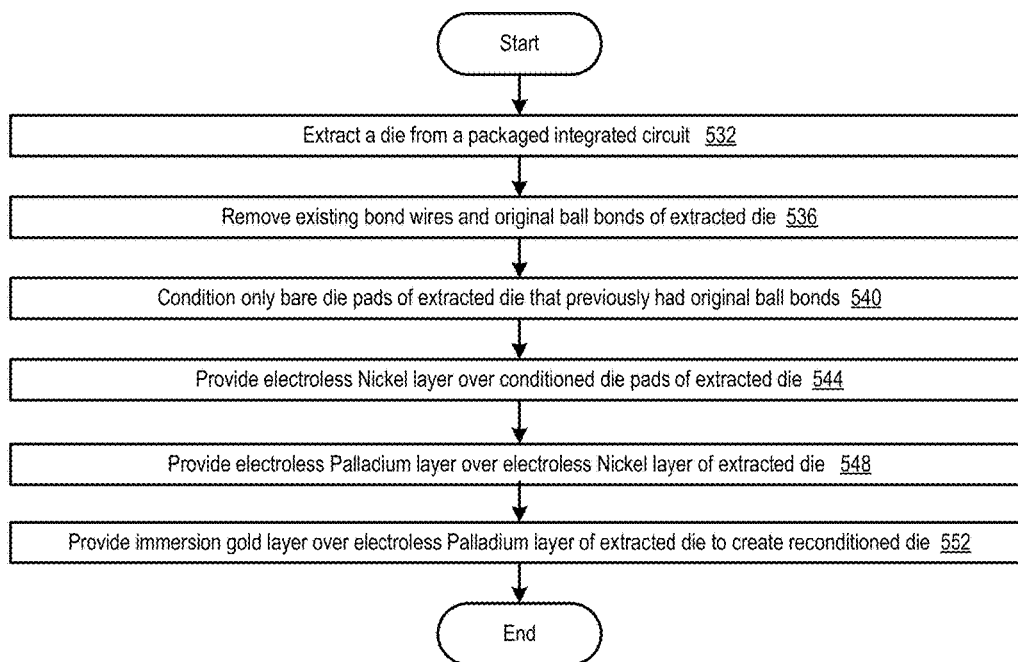 Start
Extract a die from a packaged integrated circuit 532
Remove existing bond wires and original ball bonds of extracted die 536
Condition only bare die pads of extracted die that previously had original ball bonds 540
Provide electroless Nickel layer over conditioned die pads of extracted die 544
Provide electroless Palladium layer over electroless Nickel layer of extracted die 548
Provide immersion gold layer over electroless Palladium layer of extracted die to create reconditioned die 552
End